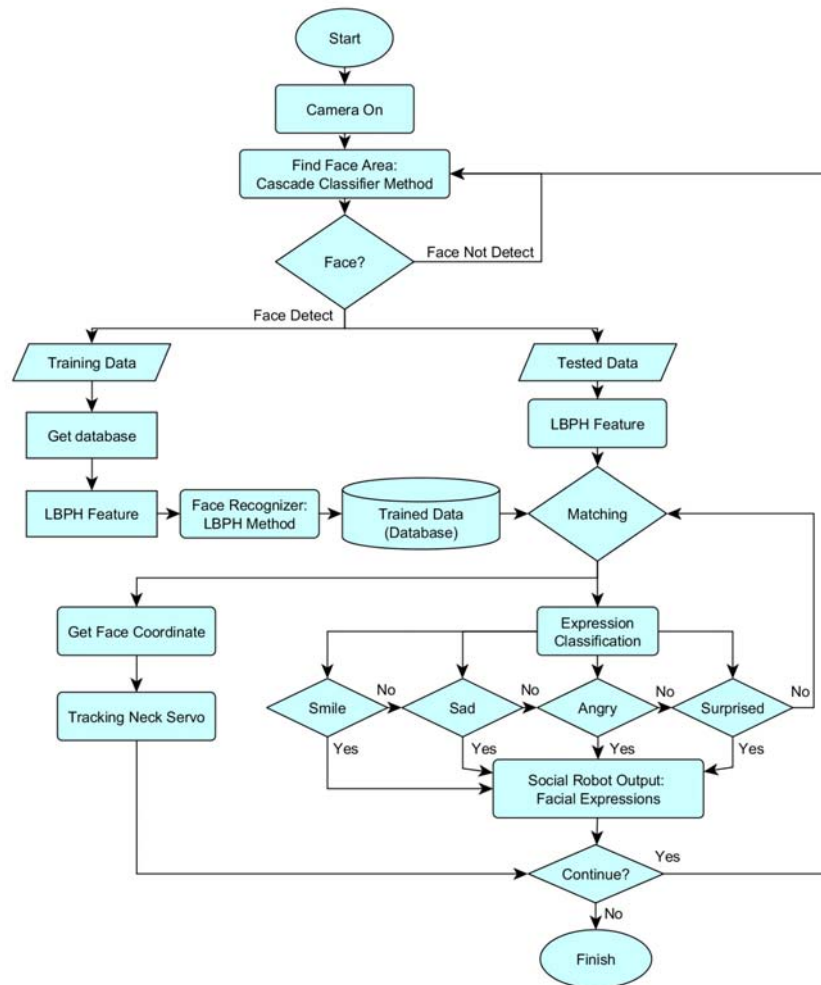 Start
Camera On
Find Face Area:
Cascade Classifier Method
Face?
Face Not Detect
Face Detect
Training Data
Tested Data
Get database
LBPH Feature
LBPH Feature
Face Recognizer:
LBPH Method
Trained Data
(Database)
Matching
Get Face Coordinate
Expression
Classification
Tracking Neck Servo
Smile
No
Sad
No
Angry
No
Surprised
No
Yes
Yes
Yes
Yes
Social Robot Output:
Facial Expressions
Continue?
Yes
No
Finish